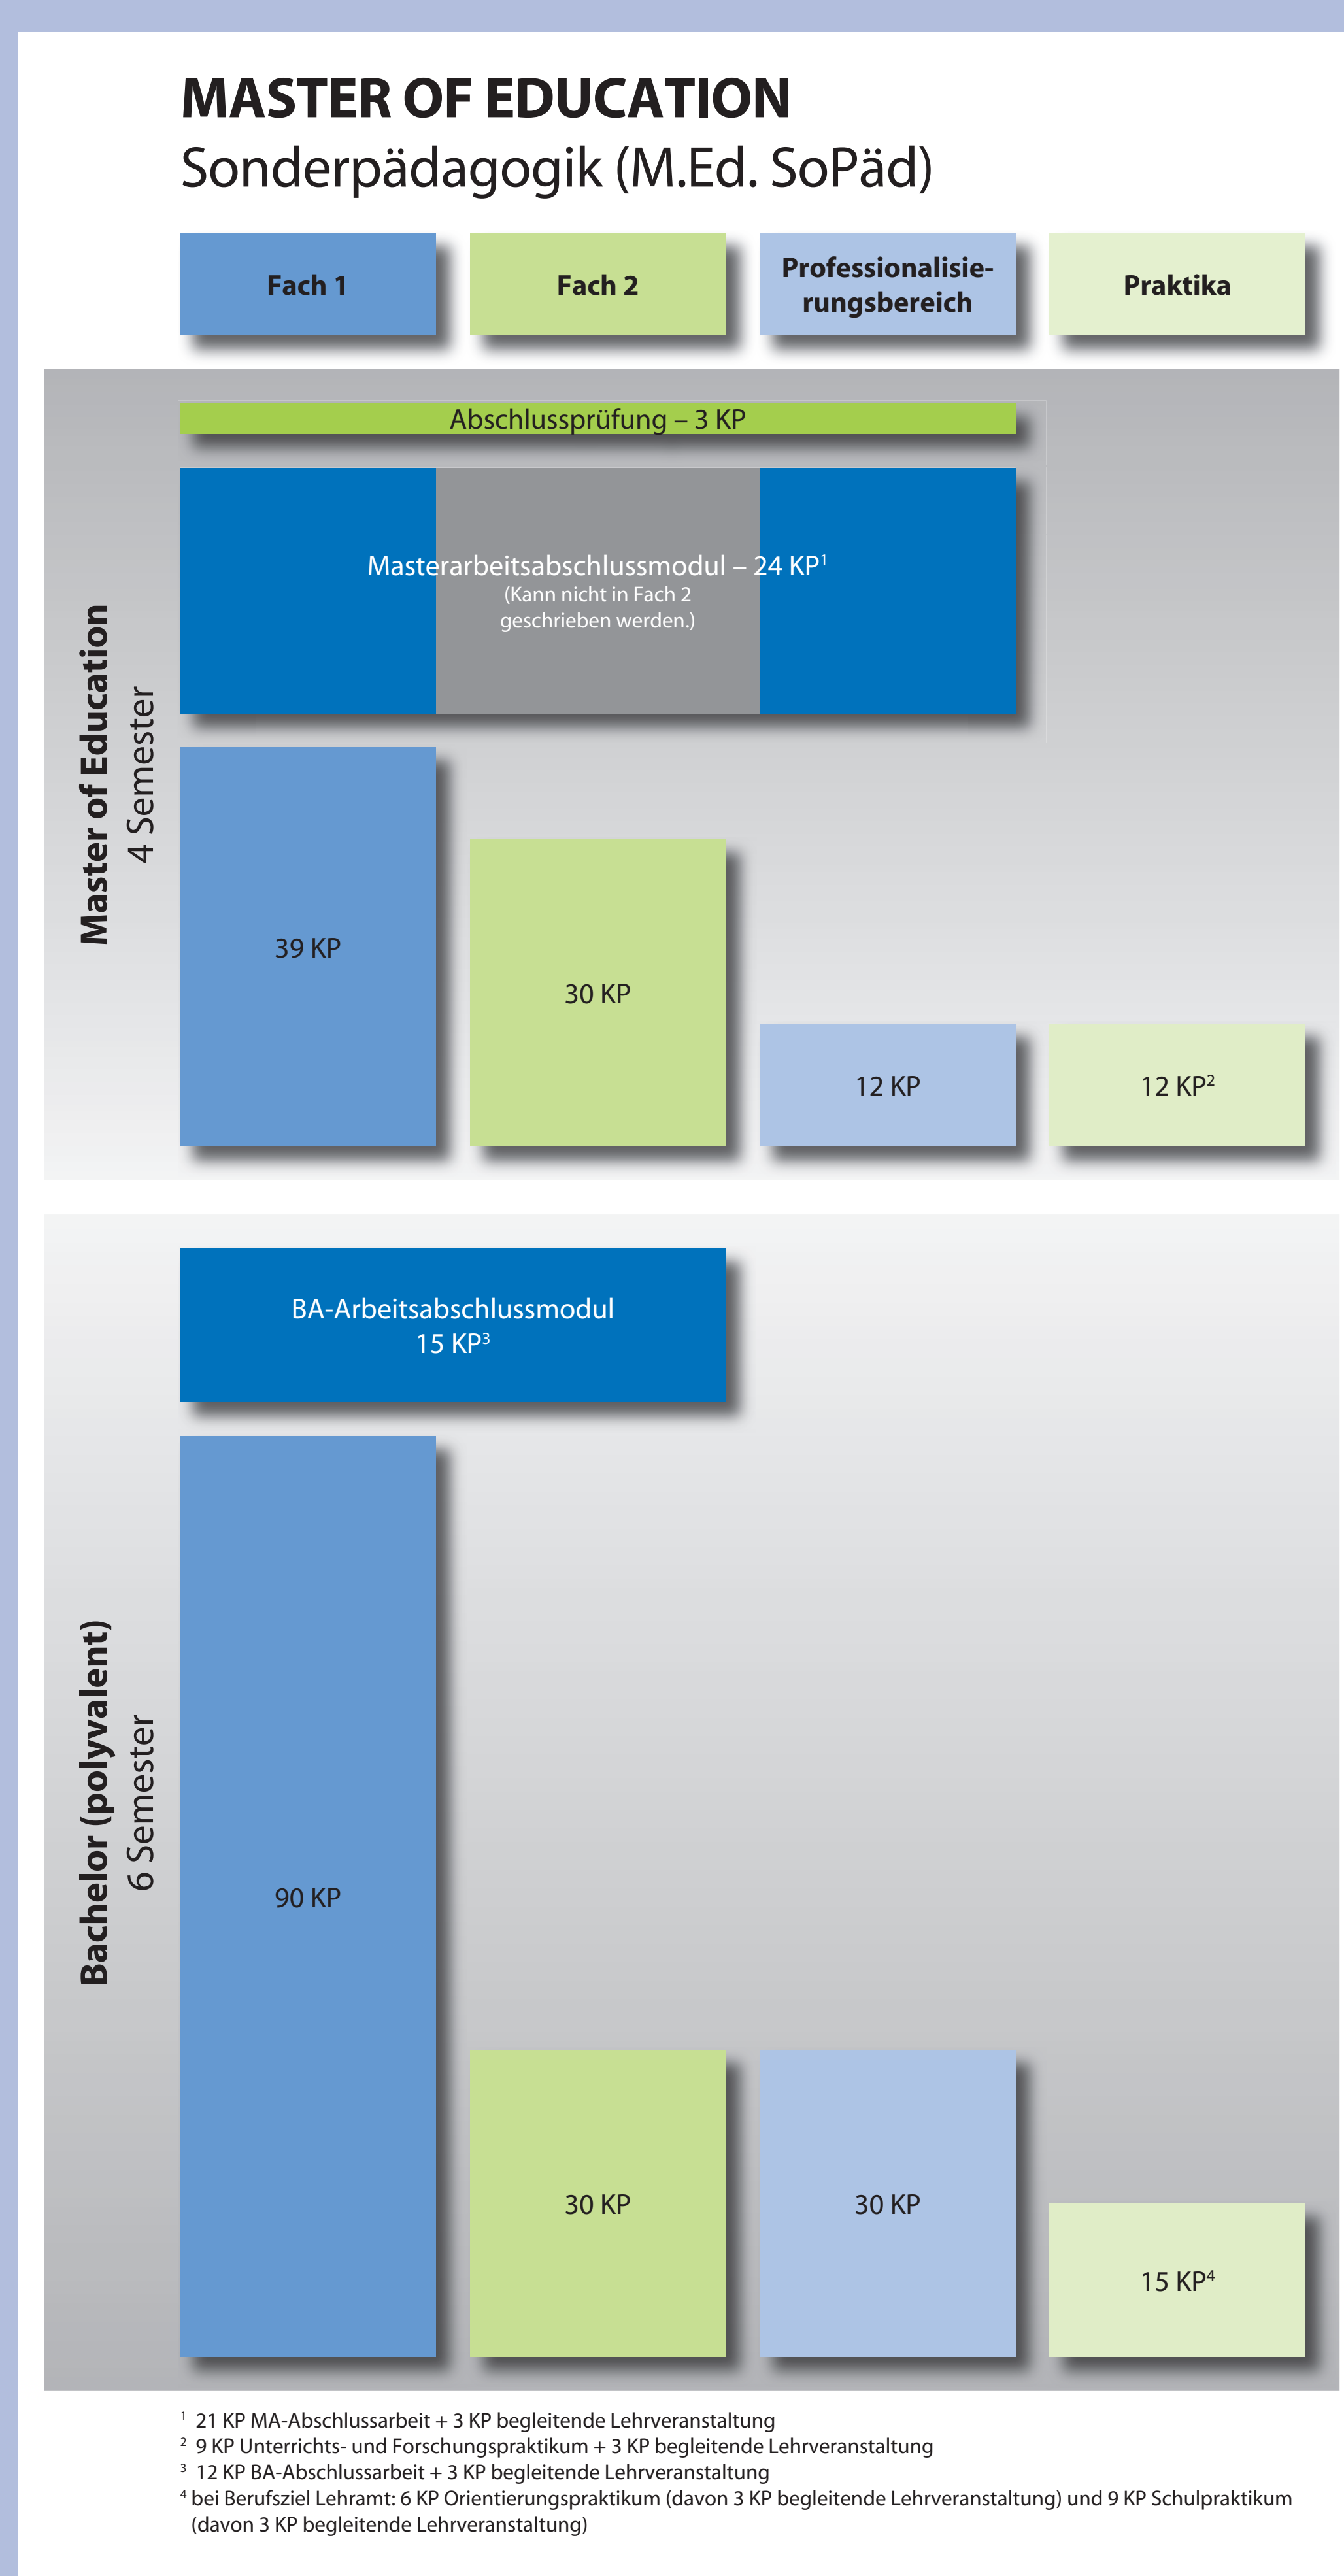 MASTER OF EDUCATION
Sonderpädagogik (M.Ed. SoPäd)
Fach 1
Fach 2
Professionalisie-
rungsbereich
Praktika
Master of Education
4 Semester
Abschlussprüfung – 3 KP
Masterarbeitsabschlussmodul – 24 KP¹
(Kann nicht in Fach 2
geschrieben werden.)
39 KP
30 KP
12 KP
12 KP²
Bachelor (polyvalent)
6 Semester
BA-Arbeitsabschlussmodul
15 KP³
90 KP
30 KP
30 KP
15 KP⁴
¹ 21 KP MA-Abschlussarbeit + 3 KP begleitende Lehrveranstaltung
² 9 KP Unterrichts- und Forschungspraktikum + 3 KP begleitende Lehrveranstaltung
³ 12 KP BA-Abschlussarbeit + 3 KP begleitende Lehrveranstaltung
⁴ bei Berufsziel Lehramt: 6 KP Orientierungspraktikum (davon 3 KP begleitende Lehrveranstaltung) und 9 KP Schulpraktikum
(davon 3 KP begleitende Lehrveranstaltung)